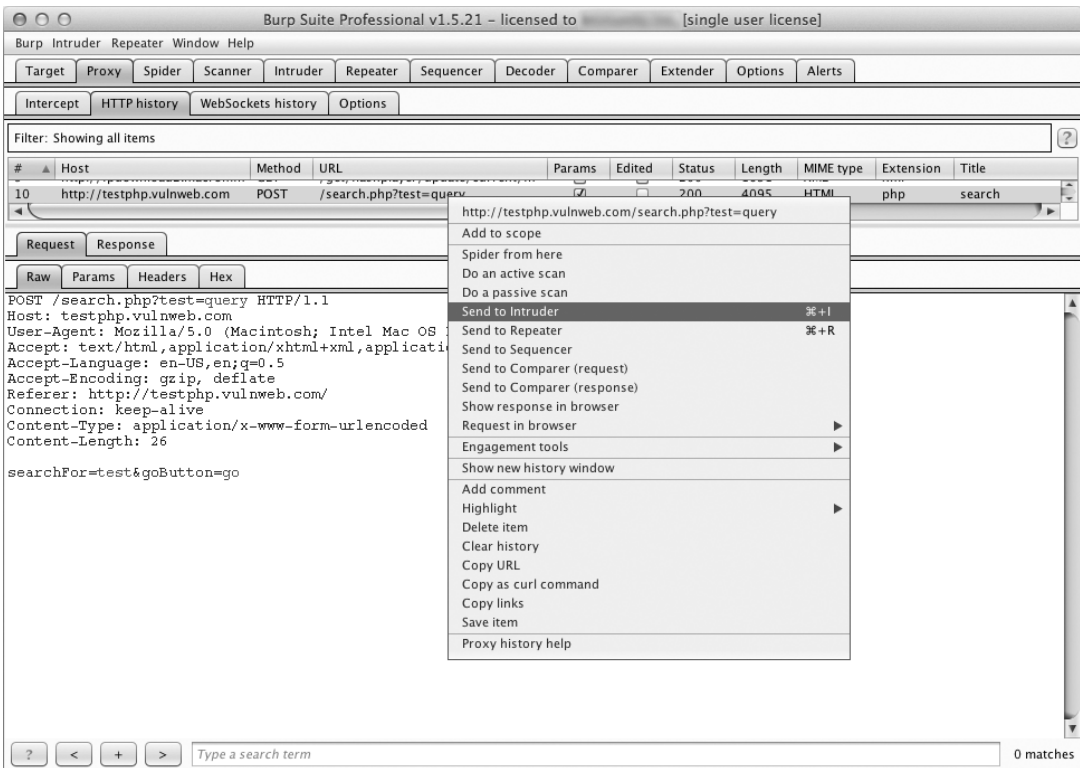 Burp Suite Professional v1.5.21 – licensed to [single user license]
Burp Intruder Repeater Window Help
Target Proxy Spider Scanner Intruder Repeater Sequencer Decoder Comparer Extender Options Alerts
Intercept HTTP history WebSockets history Options
Filter: Showing all items ?
# Host Method URL Params Edited Status Length MIME type Extension Title
10 http://testphp.vulnweb.com POST /search.php?test=query 200 4095 HTML php search
Request Response
Raw Params Headers Hex
POST /search.php?test=query HTTP/1.1
Host: testphp.vulnweb.com
User-Agent: Mozilla/5.0 (Macintosh; Intel Mac OS
Accept: text/html,application/xhtml+xml,applicati
Accept-Language: en-US,en;q=0.5
Accept-Encoding: gzip, deflate
Referer: http://testphp.vulnweb.com/
Connection: keep-alive
Content-Type: application/x-www-form-urlencoded
Content-Length: 26
searchFor=test&goButton=go
http://testphp.vulnweb.com/search.php?test=query
Add to scope
Spider from here
Do an active scan
Do a passive scan
Send to Intruder ⌘+I
Send to Repeater ⌘+R
Send to Sequencer
Send to Comparer (request)
Send to Comparer (response)
Show response in browser
Request in browser
Engagement tools
Show new history window
Add comment
Highlight
Delete item
Clear history
Copy URL
Copy as curl command
Copy links
Save item
Proxy history help
? < + > Type a search term 0 matches